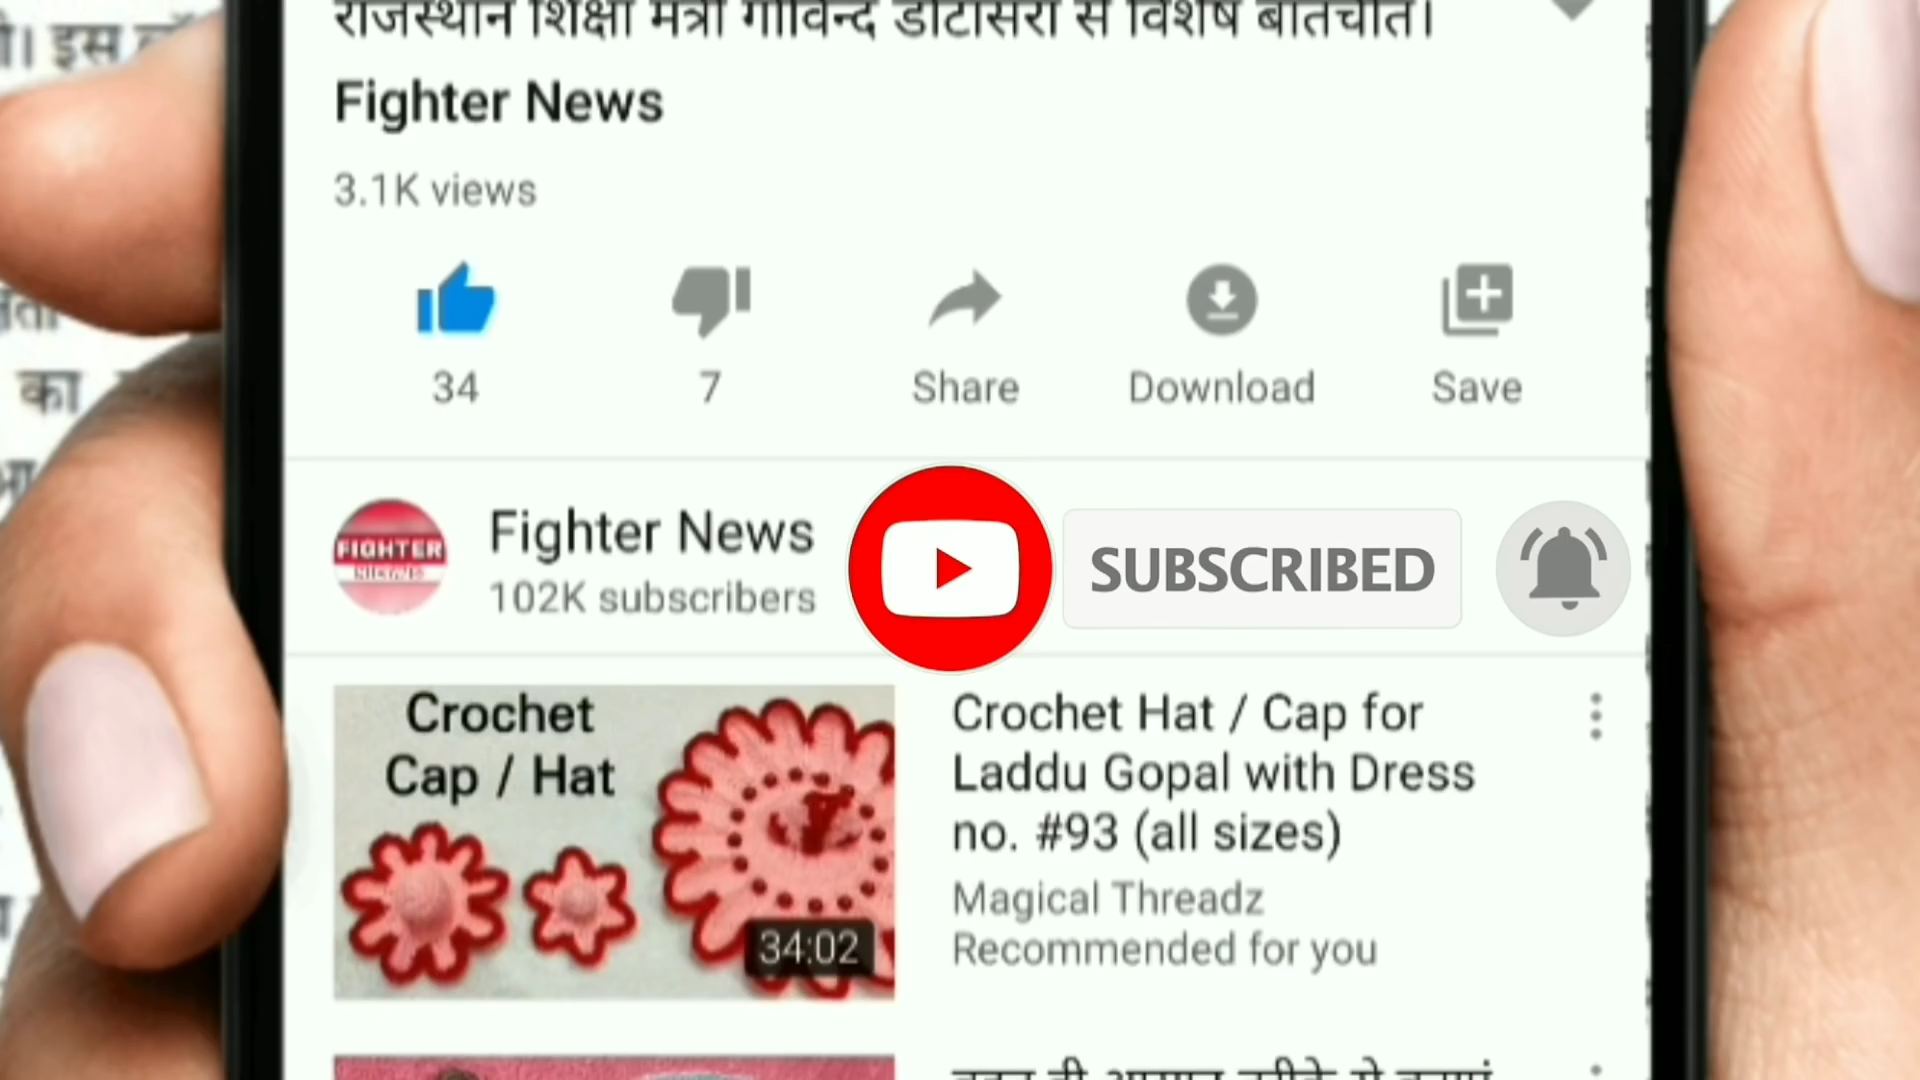 राजस्थान शिक्षा मंत्री गोविन्द डोटासरा से विशेष बातचीत।
Fighter News
3.1K views
34
7
Share
Download
Save
FIGHTER
Fighter News
102K subscribers
SUBSCRIBED
Crochet
Cap / Hat
34:02
Crochet Hat / Cap for
Laddu Gopal with Dress
no. #93 (all sizes)
Magical Threadz
Recommended for you
इस
का